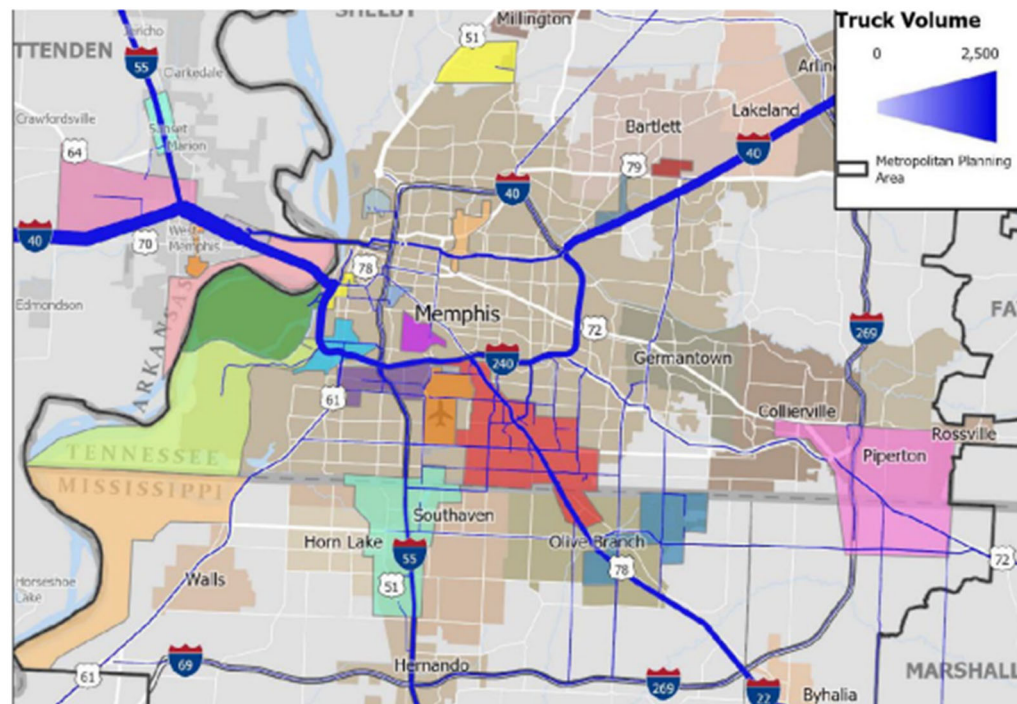 SHELBY
Millington
Truck Volume
51
0
2,500
TTENDEN
Jericho
55
Clarkedale
Arlin
Lakeland
Crawfordsville
Sunset
Marion
Bartlett
40
Metropolitan Planning
Area
64
79
40
40
70
West
Memphis
78
Edmondson
Memphis
72
269
FA
ARKANSAS
Germantown
240
61
Collierville
Rossville
Piperton
TENNESSEE
MISSISSIPPI
Southaven
Horn Lake
55
Olive Branch
78
72
Horseshoe
Lake
Walls
51
Hernando
69
61
269
22
Byhalia
MARSHALL